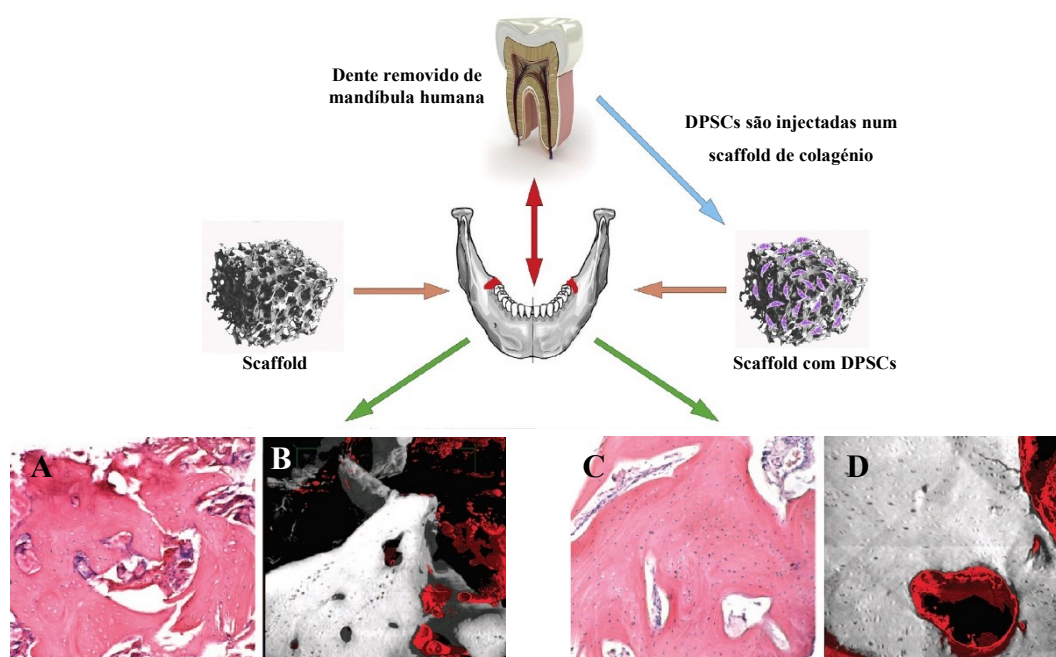 Dente removido de
mandíbula humana
DPSCs são injectadas num
scaffold de colagénio
Scaffold
Scaffold com DPSCs
A
B
C
D